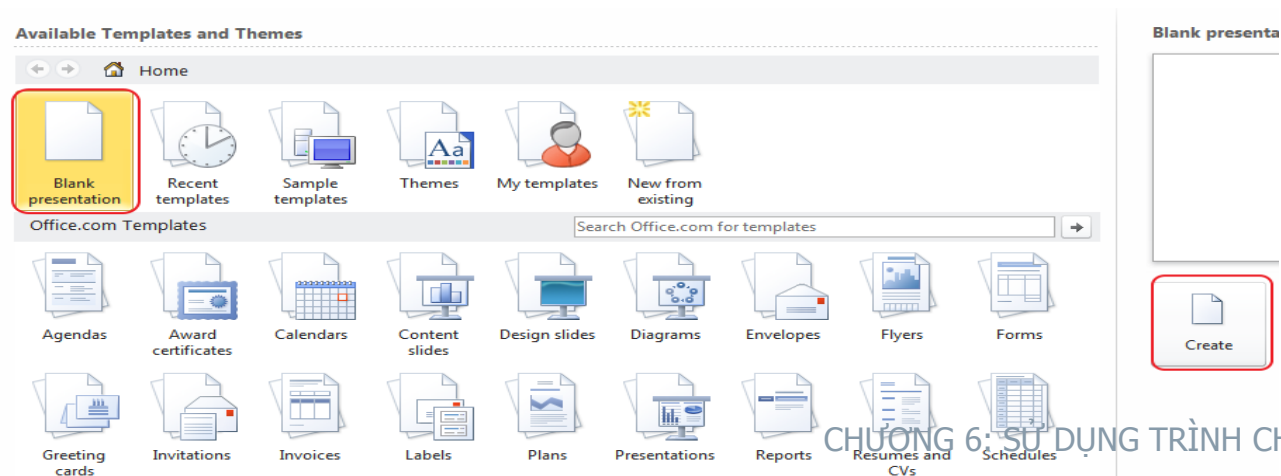 Available Templates and Themes
Blank presenta
Home
Blank presentation
Recent templates
Sample templates
Themes
My templates
New from existing
Office.com Templates
Search Office.com for templates
Agendas
Award certificates
Calendars
Content slides
Design slides
Diagrams
Envelopes
Flyers
Forms
Create
Greeting cards
Invitations
Invoices
Labels
Plans
Presentations
Reports
Resumes and CVs
Schedules
CHƯƠNG 6: SỬ DỤNG TRÌNH CH